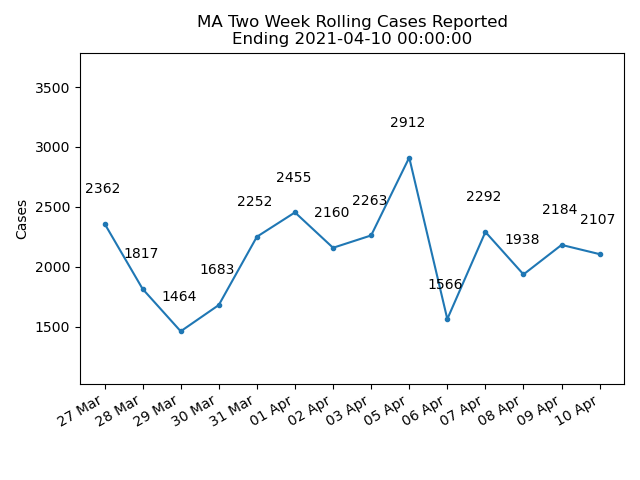 MA Two Week Rolling Cases Reported
Ending 2021-04-10 00:00:00
Cases
3500
3000
2500
2000
1500
2362
1817
1464
1683
2252
2455
2160
2263
2912
1566
2292
1938
2184
2107
27 Mar
28 Mar
29 Mar
30 Mar
31 Mar
01 Apr
02 Apr
03 Apr
05 Apr
06 Apr
07 Apr
08 Apr
09 Apr
10 Apr